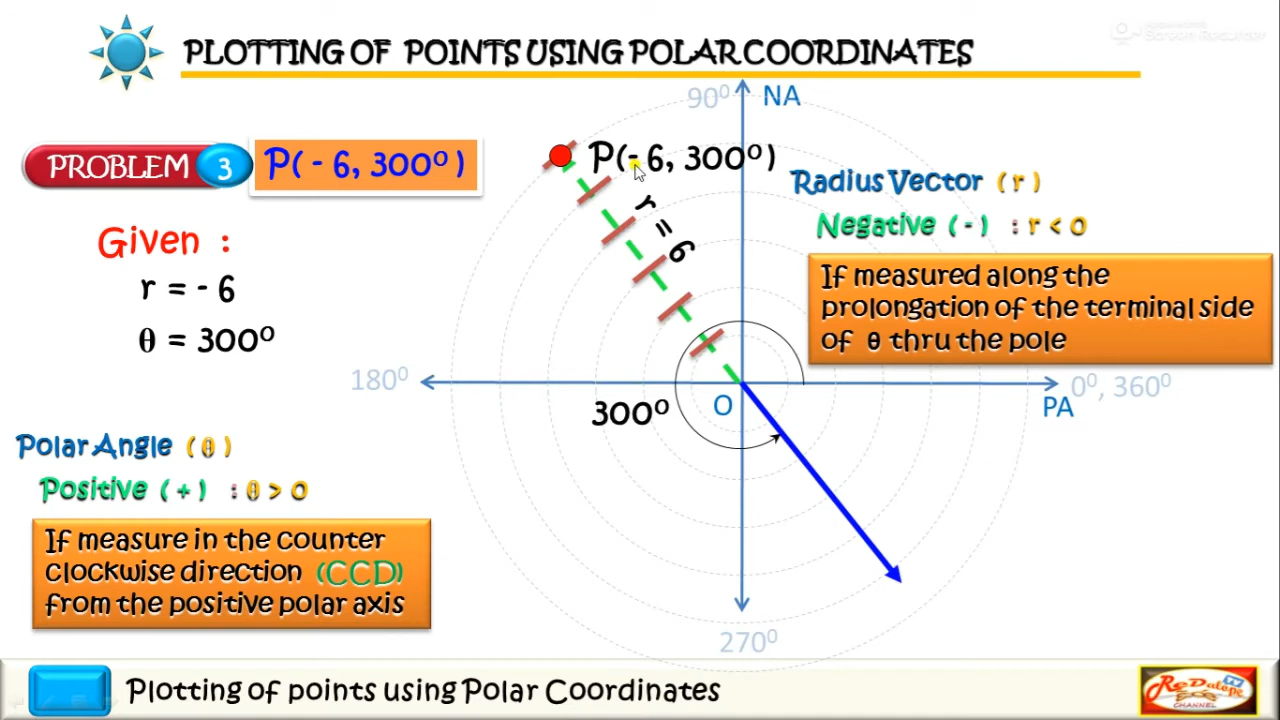 PLOTTING OF POINTS USING POLAR COORDINATES
Screen Recorder
90⁰
NA
PROBLEM 3
P( - 6, 300⁰ )
P(- 6, 300⁰ )
r = 6
Radius Vector ( r )
Negative ( - ) : r < 0
If measured along the
prolongation of the terminal side
of θ thru the pole
Given :
r = - 6
θ = 300⁰
180⁰
0⁰, 360⁰
PA
O
300⁰
Polar Angle ( θ )
Positive ( + ) : θ > 0
If measure in the counter
clockwise direction (CCD)
from the positive polar axis
270⁰
Plotting of points using Polar Coordinates
CHANNEL